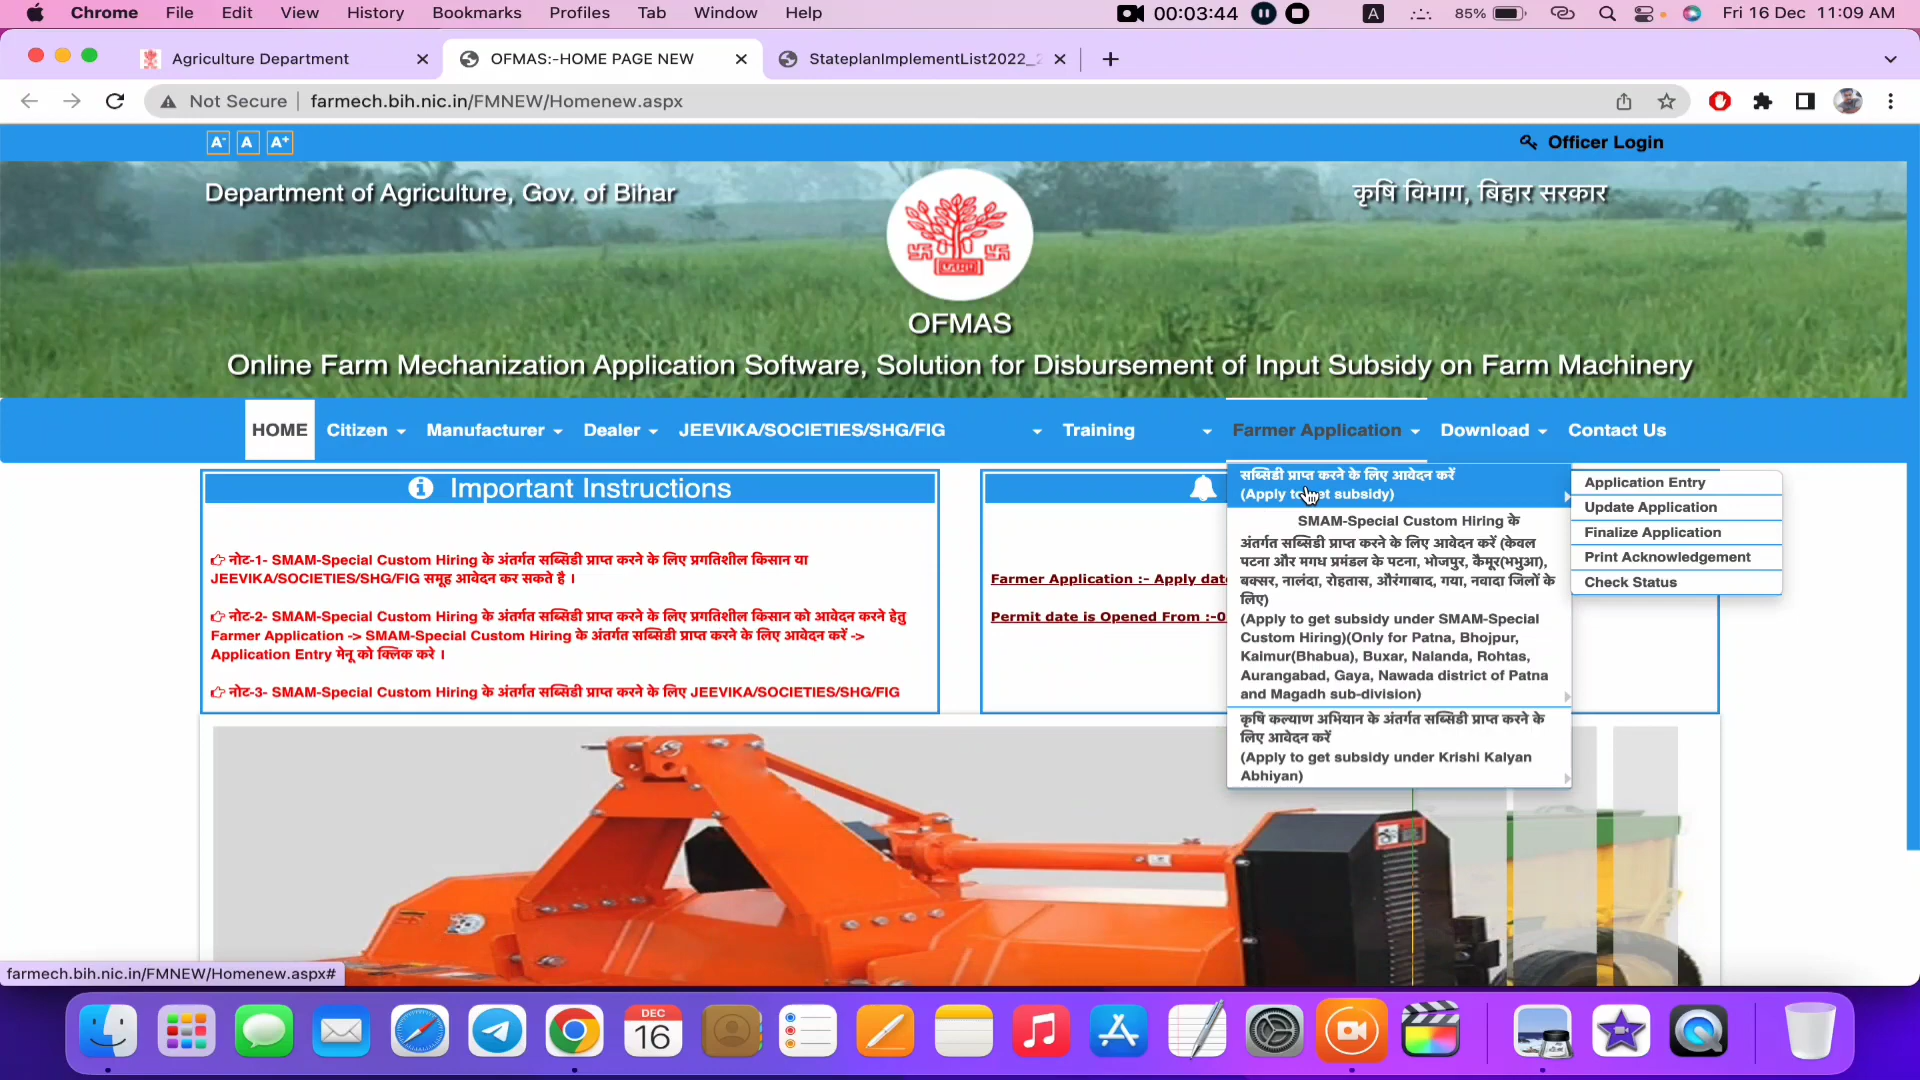 Chrome File Edit View History Bookmarks Profiles Tab Window Help 00:03:44 A 85% Fri 16 Dec 11:09 AM
Agriculture Department OFMAS:-HOME PAGE NEW StateplanImplementList2022_
Not Secure farmech.bih.nic.in/FMNEW/Homenew.aspx
A- A A+ Officer Login
Department of Agriculture, Gov. of Bihar कृषि विभाग, बिहार सरकार
OFMAS
Online Farm Mechanization Application Software, Solution for Disbursement of Input Subsidy on Farm Machinery
HOME Citizen Manufacturer Dealer JEEVIKA/SOCIETIES/SHG/FIG Training Farmer Application Download Contact Us
Important Instructions
नोट-1- SMAM-Special Custom Hiring के अंतर्गत सब्सिडी प्राप्त करने के लिए प्रगतिशील किसान या
JEEVIKA/SOCIETIES/SHG/FIG समूह आवेदन कर सकते है ।
नोट-2- SMAM-Special Custom Hiring के अंतर्गत सब्सिडी प्राप्त करने के लिए प्रगतिशील किसान को आवेदन करने हेतु
Farmer Application -> SMAM-Special Custom Hiring के अंतर्गत सब्सिडी प्राप्त करने के लिए आवेदन करें ->
Application Entry मेनू को क्लिक करे ।
नोट-3- SMAM-Special Custom Hiring के अंतर्गत सब्सिडी प्राप्त करने के लिए JEEVIKA/SOCIETIES/SHG/FIG
Farmer Application :- Apply date
Permit date is Opened From :-0
सब्सिडी प्राप्त करने के लिए आवेदन करें
(Apply to get subsidy)
SMAM-Special Custom Hiring के
अंतर्गत सब्सिडी प्राप्त करने के लिए आवेदन करें (केवल
पटना और मगध प्रमंडल के पटना, भोजपुर, कैमूर(भभुआ),
बक्सर, नालंदा, रोहतास, औरंगाबाद, गया, नवादा जिलों के
लिए)
(Apply to get subsidy under SMAM-Special
Custom Hiring)(Only for Patna, Bhojpur,
Kaimur(Bhabua), Buxar, Nalanda, Rohtas,
Aurangabad, Gaya, Nawada district of Patna
and Magadh sub-division)
कृषि कल्याण अभियान के अंतर्गत सब्सिडी प्राप्त करने के
लिए आवेदन करें
(Apply to get subsidy under Krishi Kalyan
Abhiyan)
Application Entry
Update Application
Finalize Application
Print Acknowledgement
Check Status
farmech.bih.nic.in/FMNEW/Homenew.aspx#
DEC
16